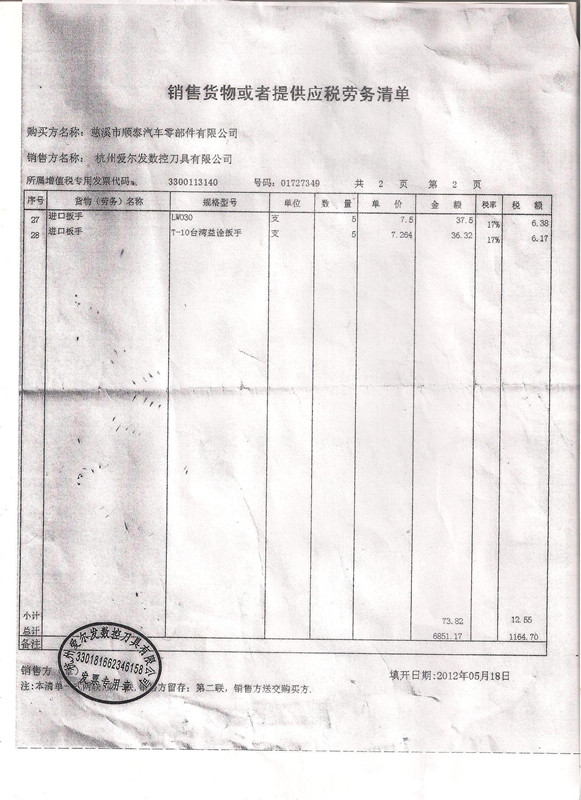 销售货物或者提供应税劳务清单
购买方名称：慈溪市顺泰汽车零部件有限公司
销售方名称：杭州爱尔发数控刀具有限公司
所属增值税专用发票代码： 3300113140 号码：01727349 共 2 页 第 2 页
序号 货物（劳务）名称 规格型号 单位 数 量 单 价 金 额 税率 税 额
27 进口扳手 LW030 支 5 7.5 37.5 17% 6.38
28 进口扳手 T-10台湾益诠扳手 支 5 7.264 36.32 17% 6.17
小计 73.82 12.55
总计 6851.17 1164.70
备注
销售方
填开日期:2012年05月18日
注:本清单一式两联 售方留存：第二联，销售方送交购买方.
杭州爱尔发数控刀具有限公司
330181662346158
发票专用章